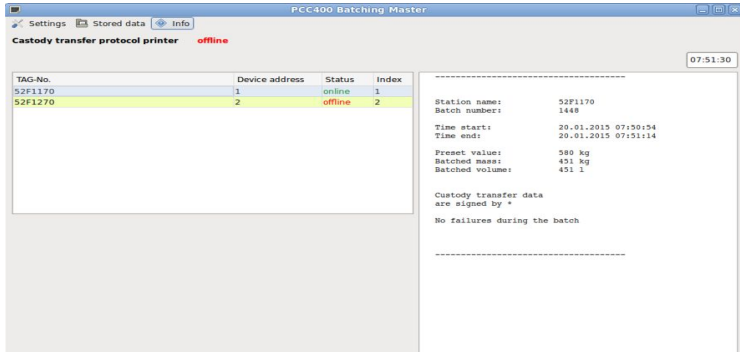 PCC400 Batching Master
Settings Stored data Info
Castody transfer protocol printer offline
07:51:30
TAG-No. Device address Status Index
52F1170 1 online 1
52F1270 2 offline 2
------------------------------------
Station name: 52F1170
Batch number: 1448
Time start: 20.01.2015 07:50:54
Time end: 20.01.2015 07:51:14
Preset value: 580 kg
Batched mass: 451 kg
Batched volume: 451 l
Custody transfer data
are signed by *
No failures during the batch
------------------------------------